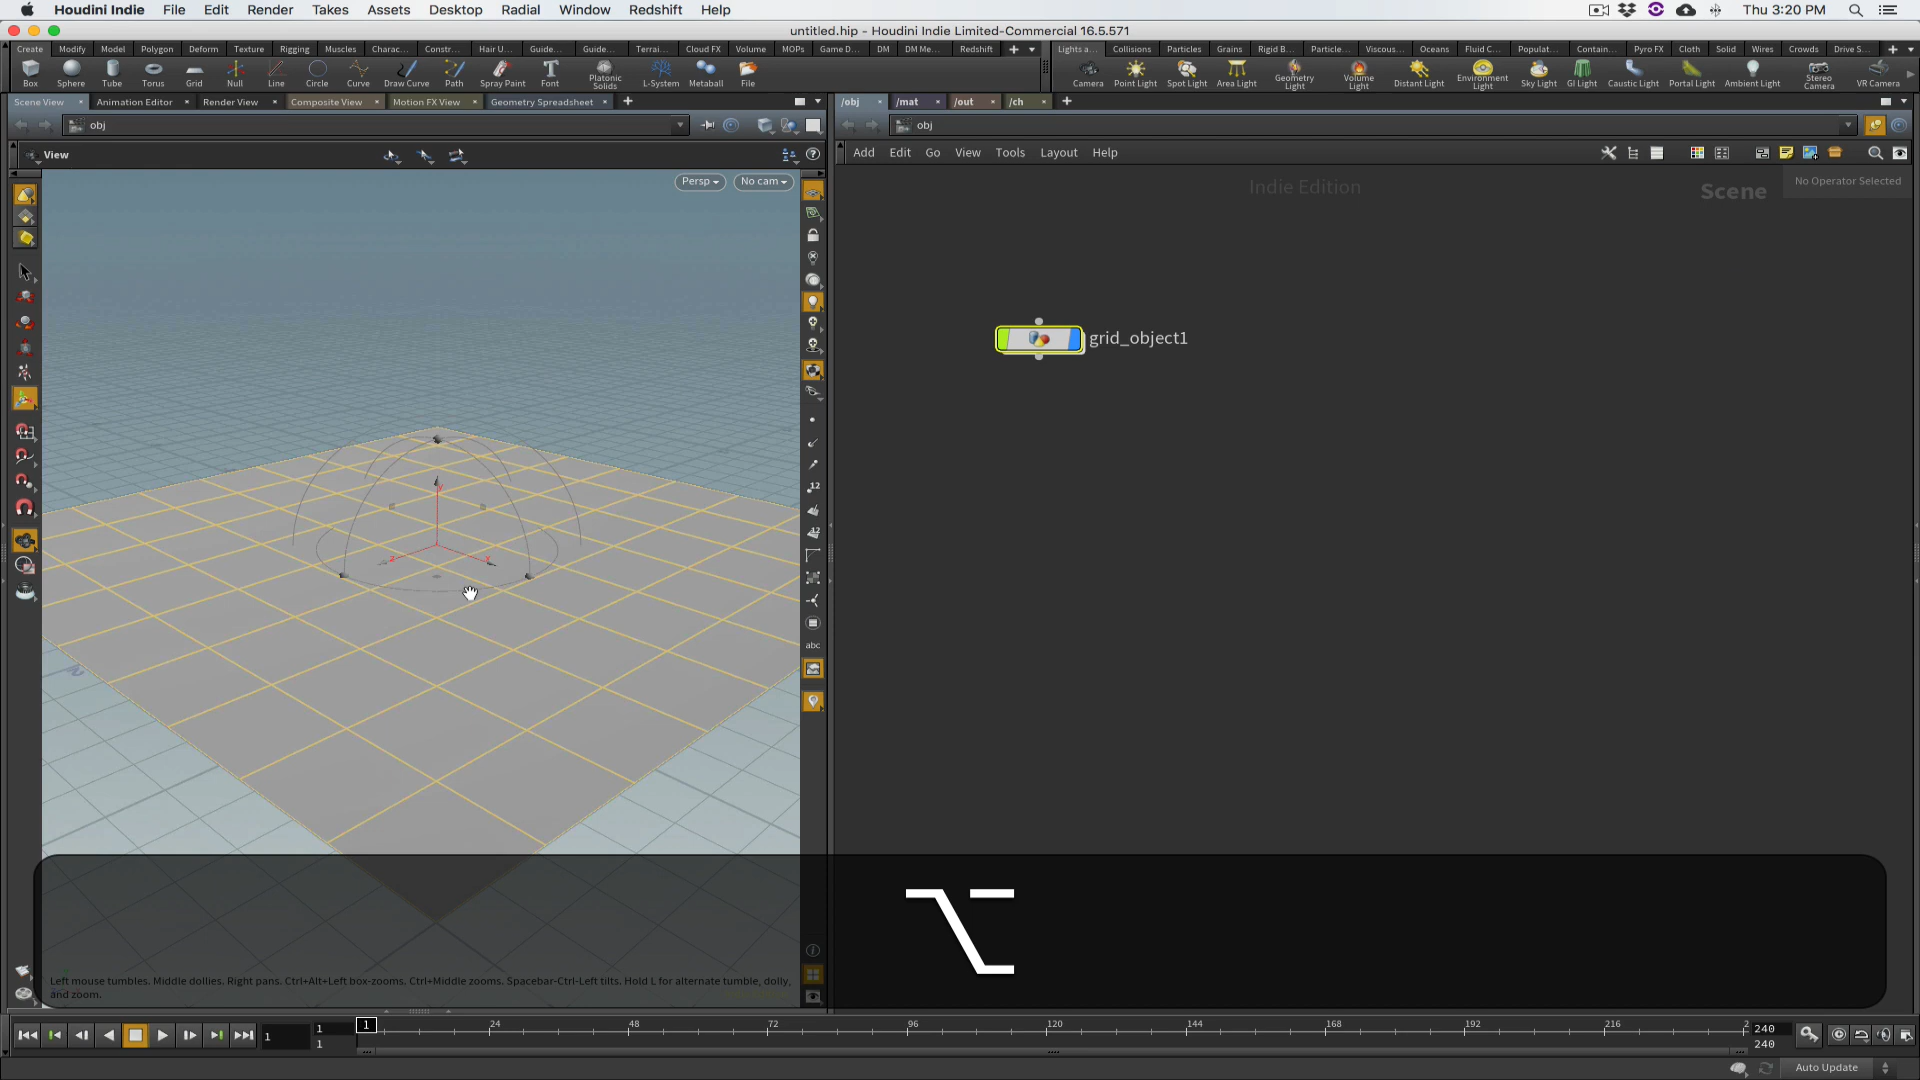 Houdini Indie File Edit Render Takes Assets Desktop Radial Window Redshift Help Thu 3:20 PM
untitled.hip - Houdini Indie Limited-Commercial 16.5.571
Create Modify Model Polygon Deform Texture Rigging Muscles Charac... Constr... Hair U... Guide... Guide... Terrai... Cloud FX Volume MOPs Game D... DM DM Me... Redshift Lights a... Collisions Particles Grains Rigid B... Particle... Viscous... Oceans Fluid C... Populat... Contain... Pyro FX Cloth Solid Wires Crowds Drive S...
Box Sphere Tube Torus Grid Null Line Circle Curve Draw Curve Path Spray Paint Font Platonic Solids L-System Metaball File Camera Point Light Spot Light Area Light Geometry Light Volume Light Distant Light Environment Light Sky Light GI Light Caustic Light Portal Light Ambient Light Stereo Camera VR Camera
Scene View Animation Editor Render View Composite View Motion FX View Geometry Spreadsheet /obj /mat /out /ch
obj obj
View Add Edit Go View Tools Layout Help
Persp No cam Indie Edition Scene No Operator Selected
grid_object1
y
z x
12
42
abc
Left mouse tumbles. Middle dollies. Right pans. Ctrl+Alt+Left box-zooms. Ctrl+Middle zooms. Spacebar-Ctrl-Left tilts. Hold L for alternate tumble, dolly,
and zoom.
⌥
1 1 1 1 24 48 72 96 120 144 168 192 216 2 240
240
Auto Update